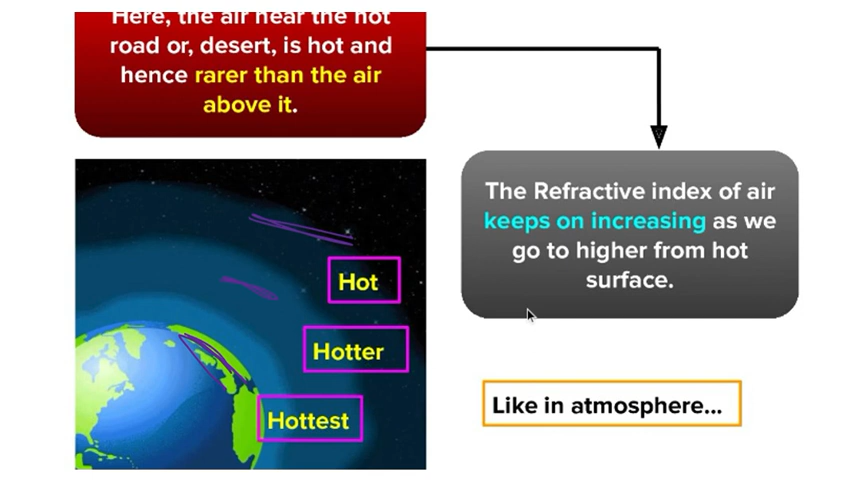 Here, the air near the hot
road or, desert, is hot and
hence rarer than the air
above it.
The Refractive index of air
keeps on increasing as we
go to higher from hot
surface.
Hot
Hotter
Hottest
Like in atmosphere...